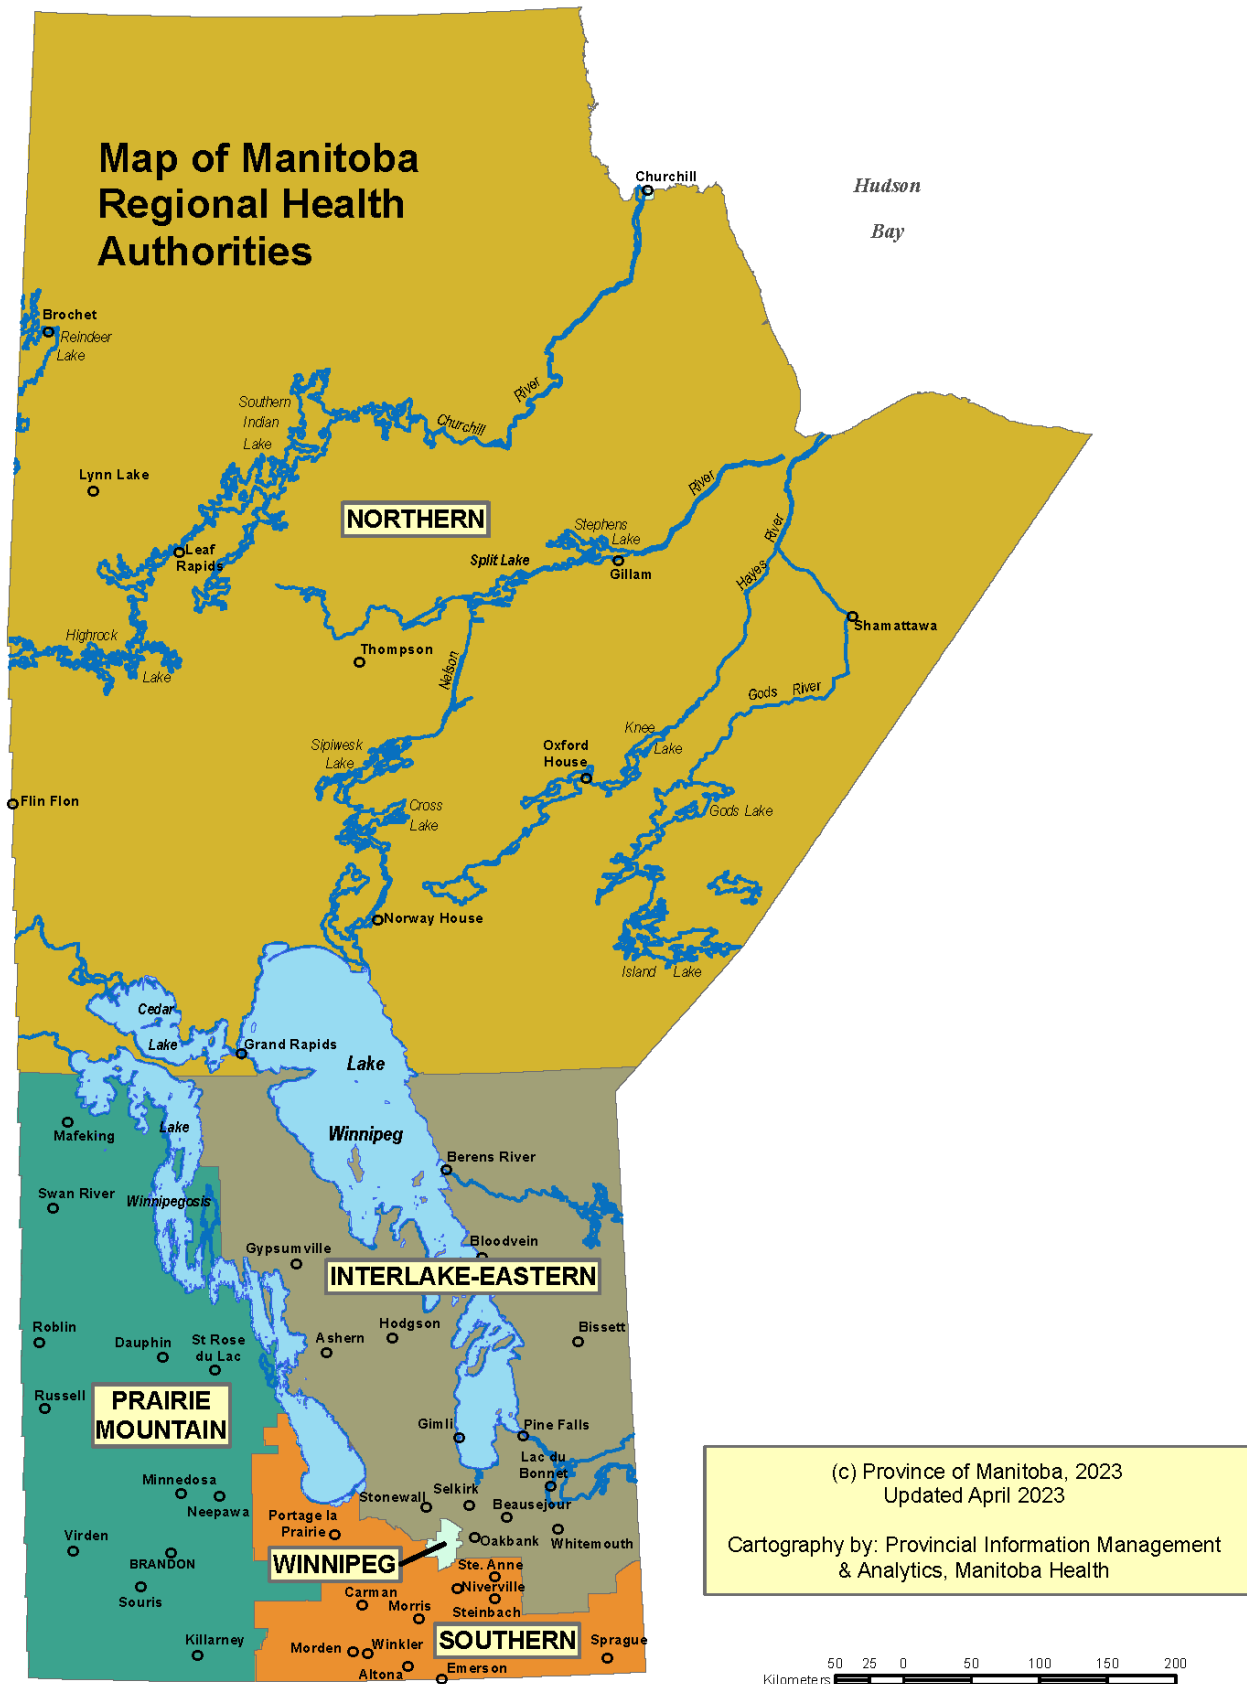 Map of Manitoba
Regional Health
Authorities
Churchill
Hudson
Bay
Brochet
Reindeer
Lake
Southern
Indian
Lake
Churchill
River
Lynn Lake
NORTHERN
River
Stephens
Lake
Leaf
Rapids
Split Lake
Gillam
Hayes
River
Shamattawa
Highrock
Lake
Thompson
Nelson
Gods River
Sipiwesk
Lake
Knee
Lake
Oxford
House
Flin Flon
Cross
Lake
Gods Lake
Norway House
Island Lake
Cedar
Lake
Grand Rapids
Lake
Winnipeg
Mafeking
Lake
Winnipegosis
Berens River
Swan River
Gypsumville
Bloodvein
INTERLAKE-EASTERN
Roblin
Dauphin
St Rose
du Lac
Ashern
Hodgson
Bissett
Russell
PRAIRIE
MOUNTAIN
Gimli
Pine Falls
Lac du
Bonnet
Minnedosa
Neepawa
Stonewall
Selkirk
Beausejour
Portage la
Prairie
Oakbank
Whitemouth
Virden
BRANDON
WINNIPEG
Ste. Anne
Niverville
Steinbach
Souris
Carman
Morris
SOUTHERN
Killarney
Morden
Winkler
Altona
Emerson
Sprague
(c) Province of Manitoba, 2023
Updated April 2023
Cartography by: Provincial Information Management
& Analytics, Manitoba Health
50 25 0 50 100 150 200
Kilometers